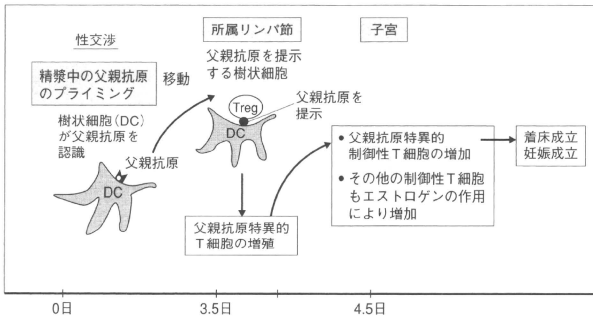 性交渉
精漿中の父親抗原
のプライミング
樹状細胞(DC)
が父親抗原を
認識
父親抗原
DC
移動
所属リンパ節
父親抗原を提示
する樹状細胞
Treg
父親抗原を
提示
DC
父親抗原特異的
T細胞の増殖
子宮
● 父親抗原特異的
制御性T細胞の増加
● その他の制御性T細胞
もエストロゲンの作用
により増加
着床成立
妊娠成立
0日
3.5日
4.5日